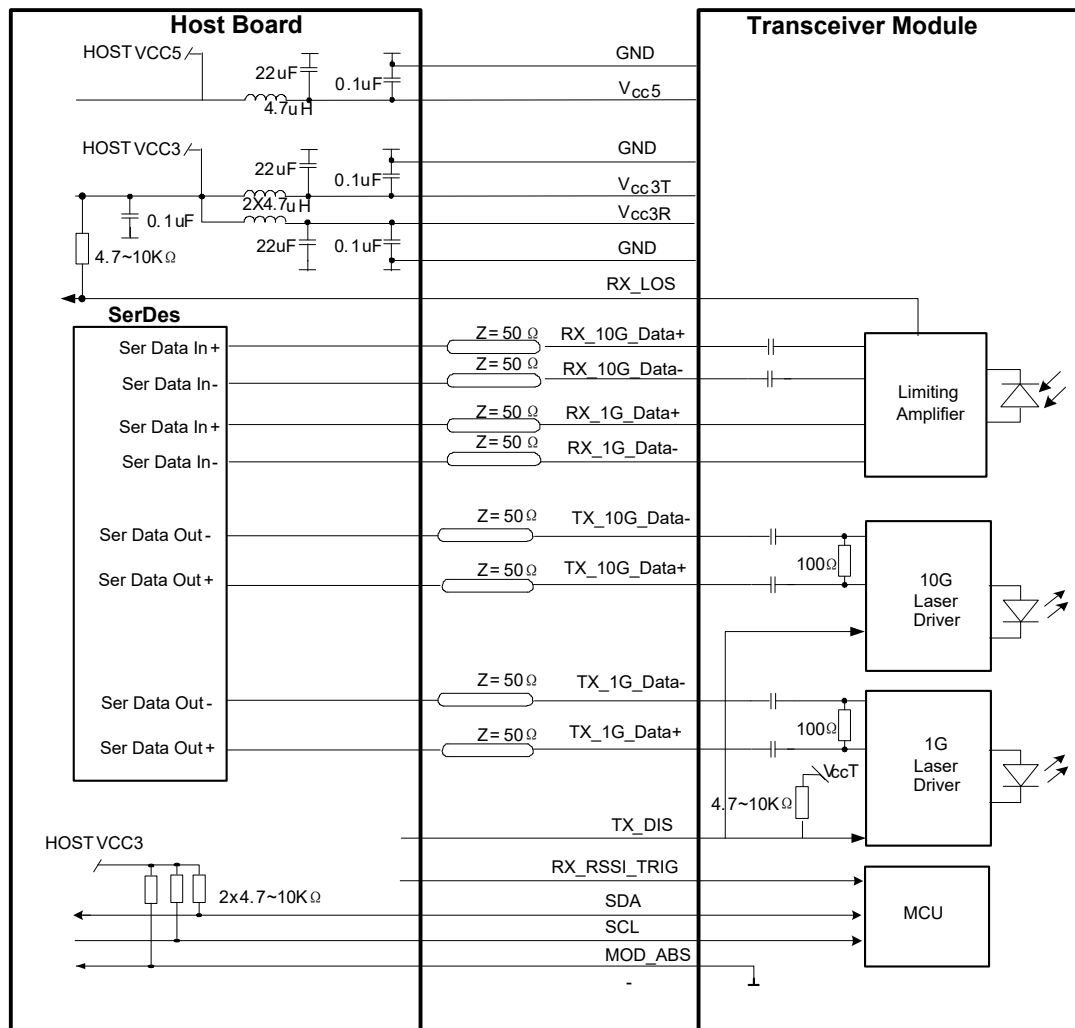 Host Board
Transceiver Module
HOST VCC5
22uF
0.1uF
4.7uH
GND
Vcc5
HOST VCC3
22uF
0.1uF
2X4.7uH
0.1uF
4.7~10KΩ
22uF
0.1uF
GND
Vcc3T
Vcc3R
GND
RX_LOS
SerDes
Ser Data In+
Z=50Ω
RX_10G_Data+
Ser Data In-
Z=50Ω
RX_10G_Data-
Ser Data In+
Z=50Ω
RX_1G_Data+
Ser Data In-
Z=50Ω
RX_1G_Data-
Limiting
Amplifier
Ser Data Out-
Z=50Ω
TX_10G_Data-
Ser Data Out+
Z=50Ω
TX_10G_Data+
100Ω
10G
Laser
Driver
Ser Data Out-
Z=50Ω
TX_1G_Data-
Ser Data Out+
Z=50Ω
TX_1G_Data+
100Ω
1G
Laser
Driver
VccT
4.7~10KΩ
TX_DIS
HOST VCC3
2x4.7~10KΩ
RX_RSSI_TRIG
SDA
SCL
MOD_ABS
-
MCU